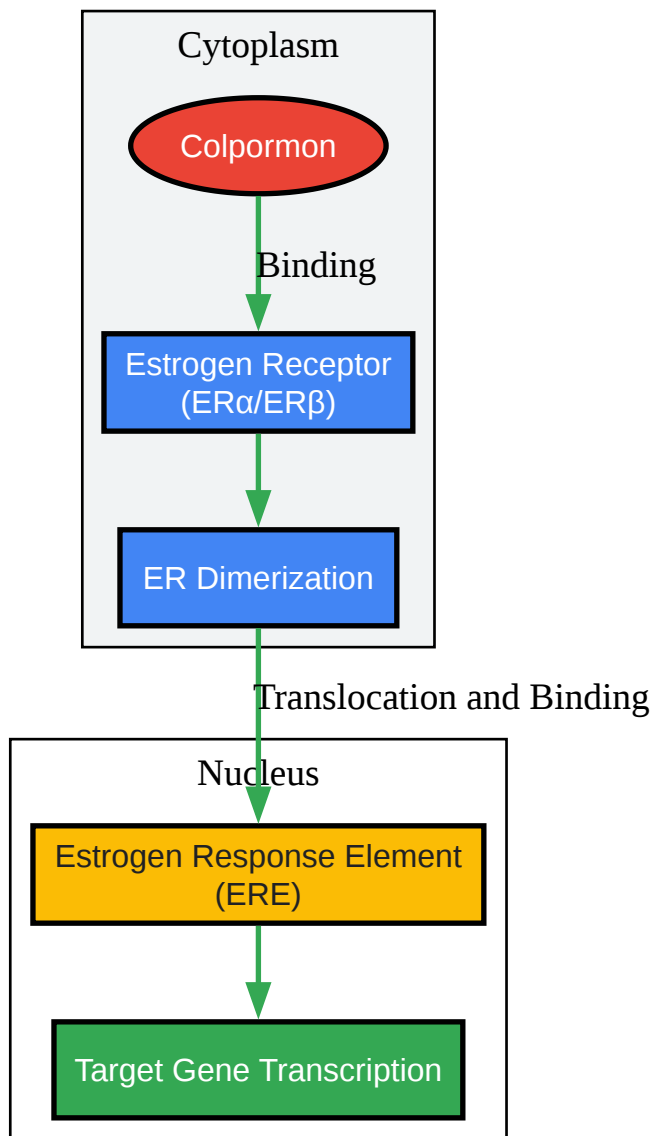 Cytoplasm
Colpormon
Binding
Estrogen Receptor
(ERα/ERβ)
ER Dimerization
Translocation and Binding
Nucleus
Estrogen Response Element
(ERE)
Target Gene Transcription